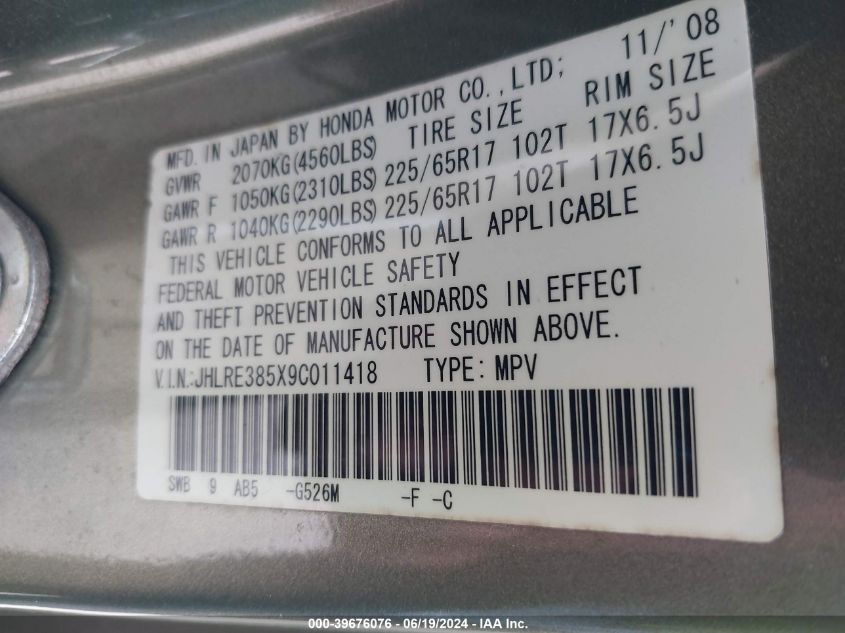 MFD. IN JAPAN BY HONDA MOTOR CO., LTD; 11/'08
GVWR 2070KG(4560LBS) TIRE SIZE RIM SIZE
GAWR F 1050KG(2310LBS) 225/65R17 102T 17X6.5J
GAWR R 1040KG(2290LBS) 225/65R17 102T 17X6.5J
THIS VEHICLE CONFORMS TO ALL APPLICABLE
FEDERAL MOTOR VEHICLE SAFETY
AND THEFT PREVENTION STANDARDS IN EFFECT
ON THE DATE OF MANUFACTURE SHOWN ABOVE.
V.I.N.:JHLRE385X9C011418 TYPE: MPV
SWB 9 AB5 -G526M -F -C
000-39676076 - 06/19/2024 - IAA Inc.